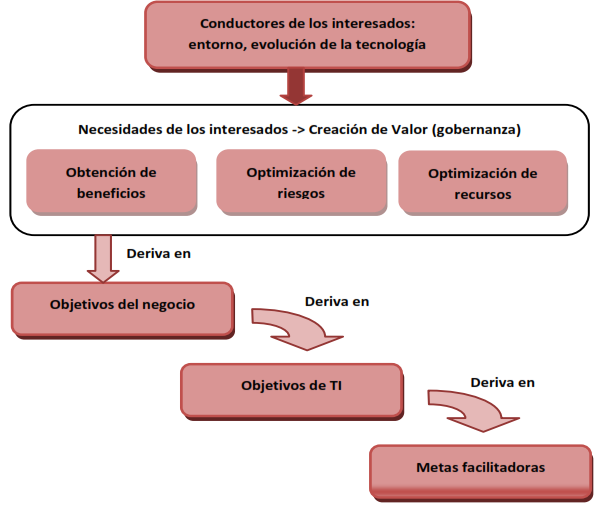 Conductores de los interesados:
entorno, evolución de la tecnología
Necesidades de los interesados -> Creación de Valor (gobernanza)
Obtención de
beneficios
Optimización de
riesgos
Optimización de
recursos
Deriva en
Objetivos del negocio
Deriva en
Objetivos de TI
Deriva en
Metas facilitadoras